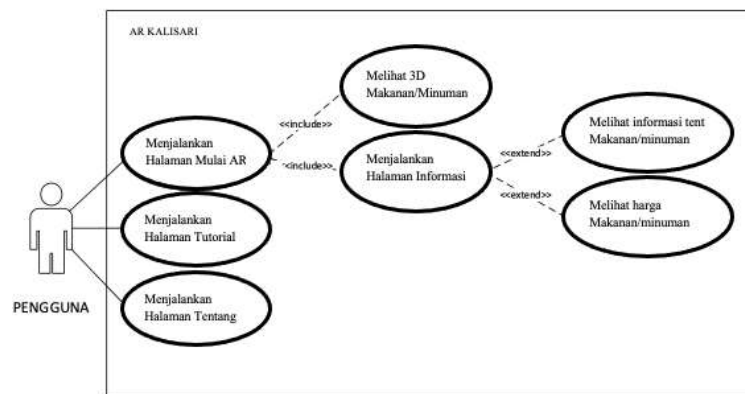 AR KALISARI
Melihat 3D
Makanan/Minuman
<<include>>
Menjalankan
Halaman Mulai AR
<<include>>
Menjalankan
Halaman Informasi
<<extend>>
Melihat informasi tent
Makanan/minuman
<<extend>>
Melihat harga
Makanan/minuman
Menjalankan
Halaman Tutorial
Menjalankan
Halaman Tentang
PENGGUNA